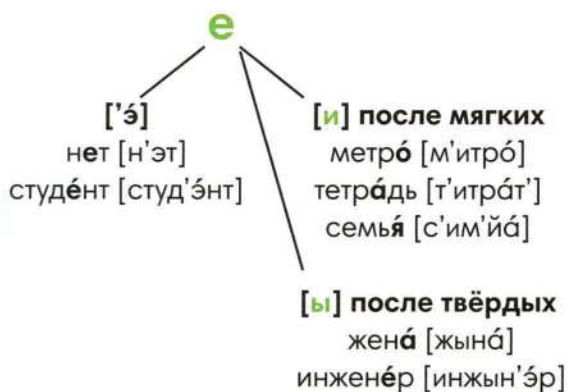 е
['э́]
нет [н'эт]
студе́нт [студ'э́нт]
[и] после мягких
метро́ [м'итро́]
тетра́дь [т'итра́т']
семья́ [с'им'йа́]
[ы] после твёрдых
жена́ [жына́]
инжене́р [инжын'э́р]